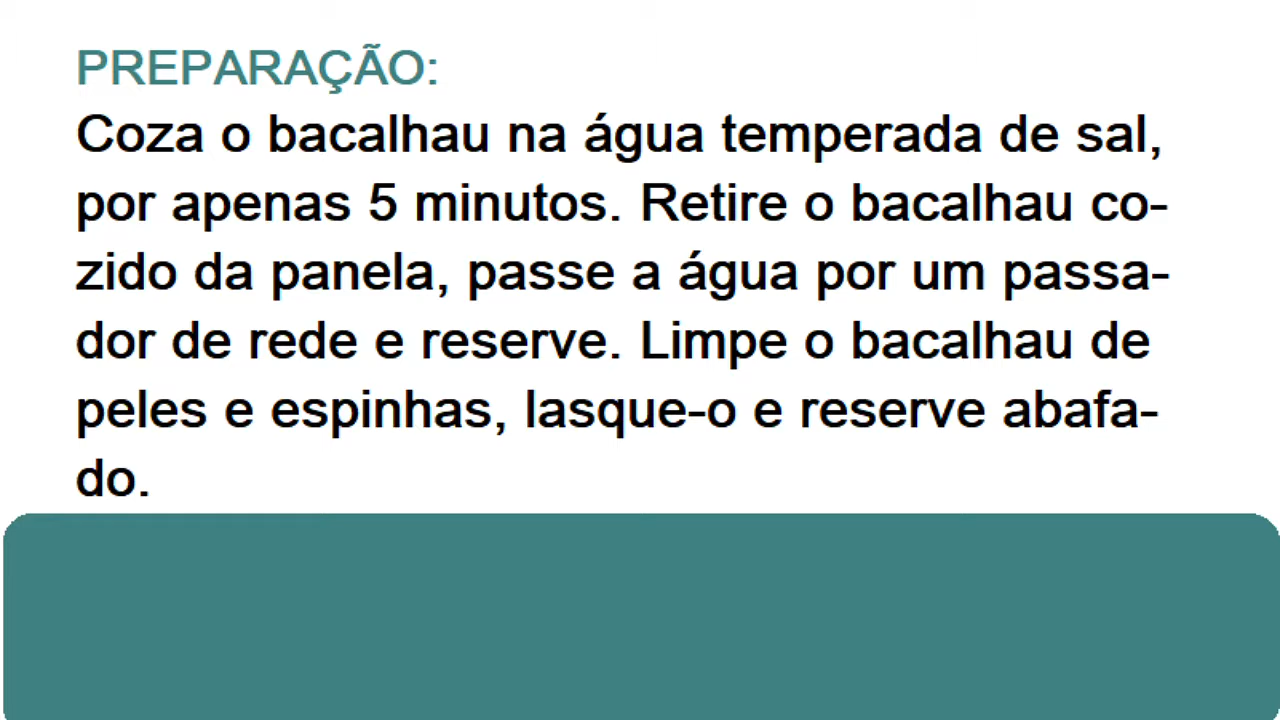 PREPARAÇÃO:
Coza o bacalhau na água temperada de sal,
por apenas 5 minutos. Retire o bacalhau co-
zido da panela, passe a água por um passa-
dor de rede e reserve. Limpe o bacalhau de
peles e espinhas, lasque-o e reserve abafa-
do.